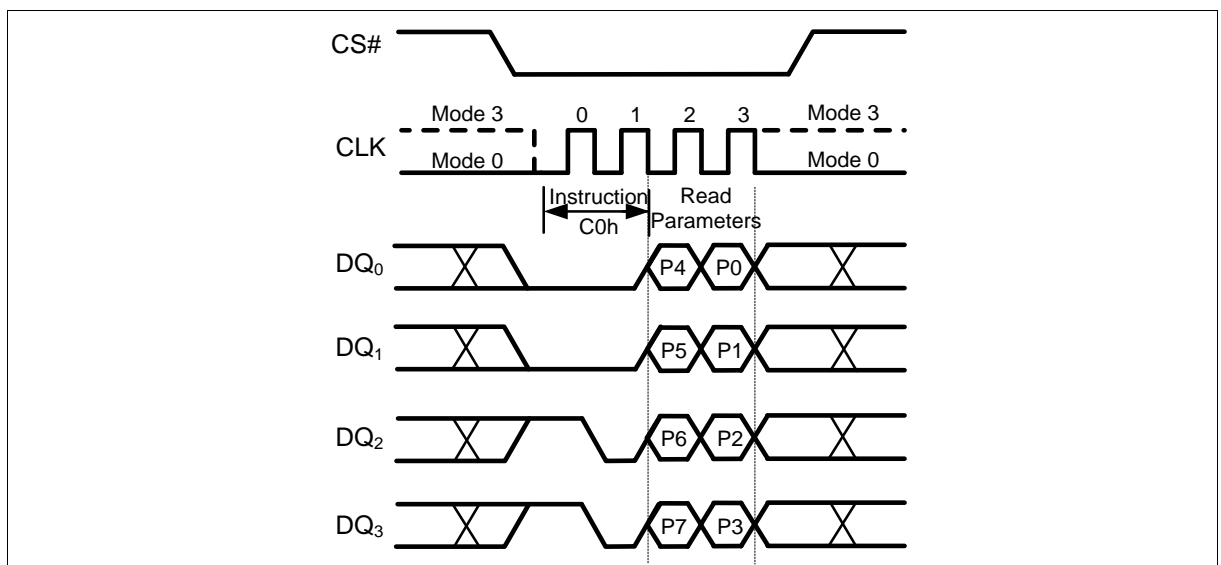 CS#
Mode 3 0 1 2 3 Mode 3
CLK
Mode 0 Mode 0
Instruction Read
C0h Parameters
DQ0 P4 P0
DQ1 P5 P1
DQ2 P6 P2
DQ3 P7 P3